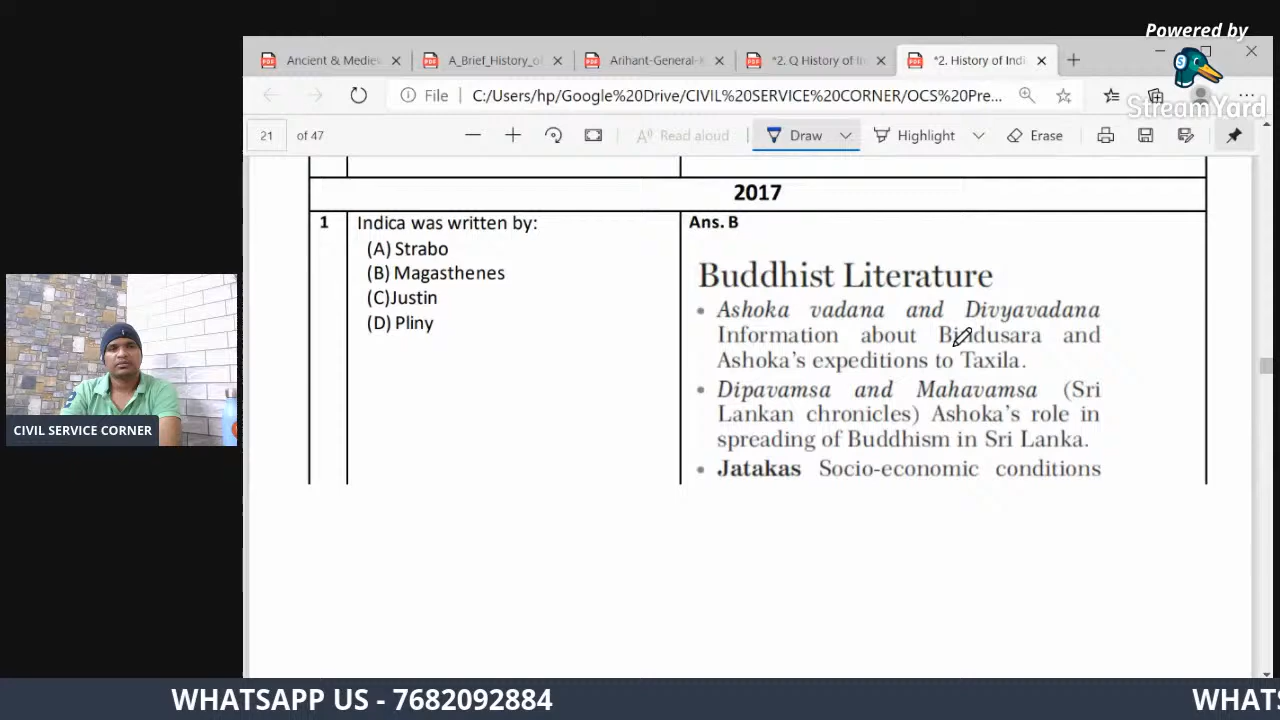 Powered by
StreamYard
Ancient & Mediev
A_Brief_History_of
Arihant-General-K
*2. Q History of In
*2. History of Indi
File
C:/Users/hp/Google%20Drive/CIVIL%20SERVICE%20CORNER/OCS%20Pre...
21 of 47
Read aloud
Draw
Highlight
Erase
2017
1
Indica was written by:
(A) Strabo
(B) Magasthenes
(C)Justin
(D) Pliny
Ans. B
Buddhist Literature
• Ashoka vadana and Divyavadana
Information about Bindusara and
Ashoka's expeditions to Taxila.
• Dipavamsa and Mahavamsa (Sri
Lankan chronicles) Ashoka's role in
spreading of Buddhism in Sri Lanka.
• Jatakas Socio-economic conditions
CIVIL SERVICE CORNER
WHATSAPP US - 7682092884
WHATS